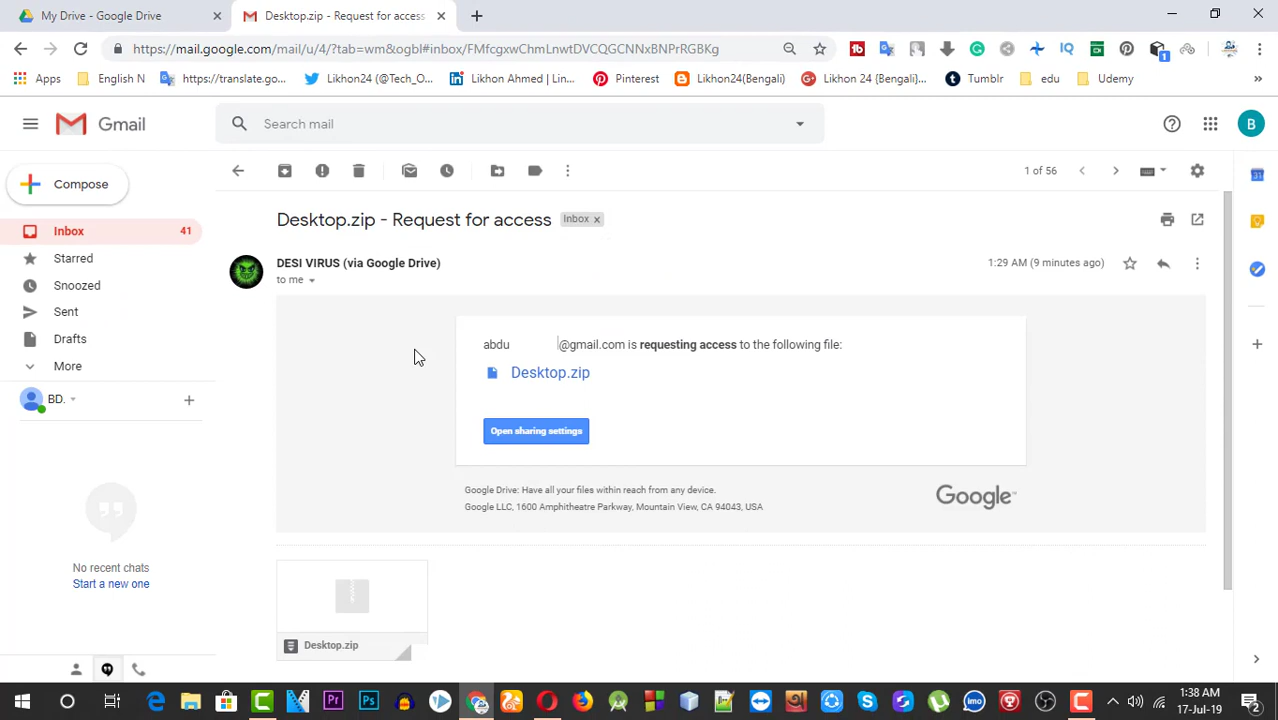 My Drive - Google Drive
Desktop.zip - Request for access
https://mail.google.com/mail/u/4/?tab=wm&ogbl#inbox/FMfcgxwChmLnwtDVCQGCNNxBNPrRGBKg
Apps
English N
https://translate.go...
Likhon24 (@Tech_O...
Likhon Ahmed | Lin...
Pinterest
Likhon24(Bengali)
Likhon 24 {Bengali}...
Tumblr
edu
Udemy
Gmail
Search mail
B
Compose
1 of 56
Inbox 41
Starred
Snoozed
Sent
Drafts
More
BD.
No recent chats
Start a new one
Desktop.zip - Request for access Inbox x
DESI VIRUS (via Google Drive)
1:29 AM (9 minutes ago)
to me
abdu @gmail.com is requesting access to the following file:
Desktop.zip
Open sharing settings
Google Drive: Have all your files within reach from any device.
Google LLC, 1600 Amphitheatre Parkway, Mountain View, CA 94043, USA
Google™
Desktop.zip
1:38 AM
17-Jul-19